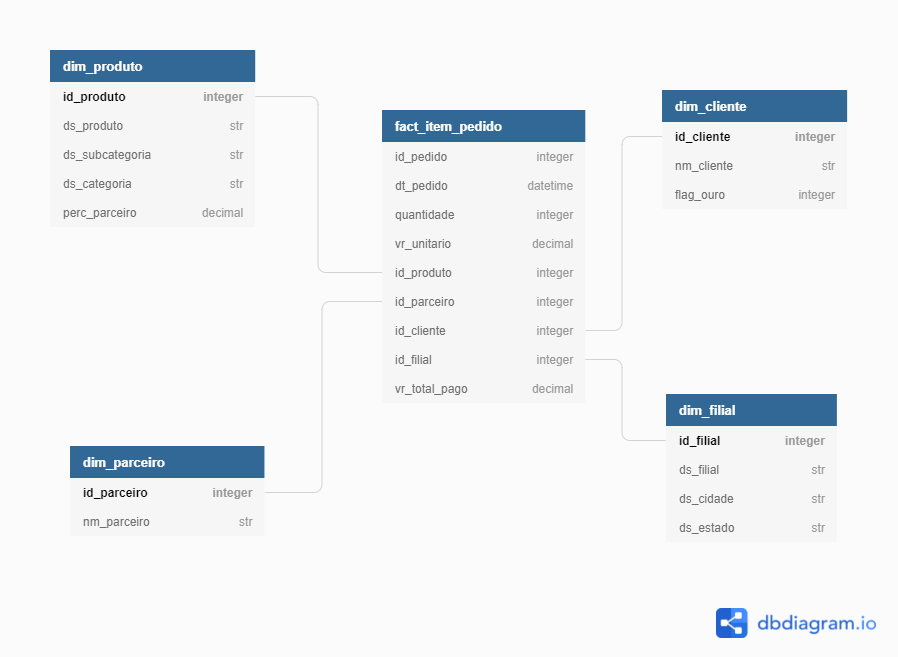 dim_produto
id_produto integer
ds_produto str
ds_subcategoria str
ds_categoria str
perc_parceiro decimal
fact_item_pedido
id_pedido integer
dt_pedido datetime
quantidade integer
vr_unitario decimal
id_produto integer
id_parceiro integer
id_cliente integer
id_filial integer
vr_total_pago decimal
dim_cliente
id_cliente integer
nm_cliente str
flag_ouro integer
dim_parceiro
id_parceiro integer
nm_parceiro str
dim_filial
id_filial integer
ds_filial str
ds_cidade str
ds_estado str
dbdiagram.io